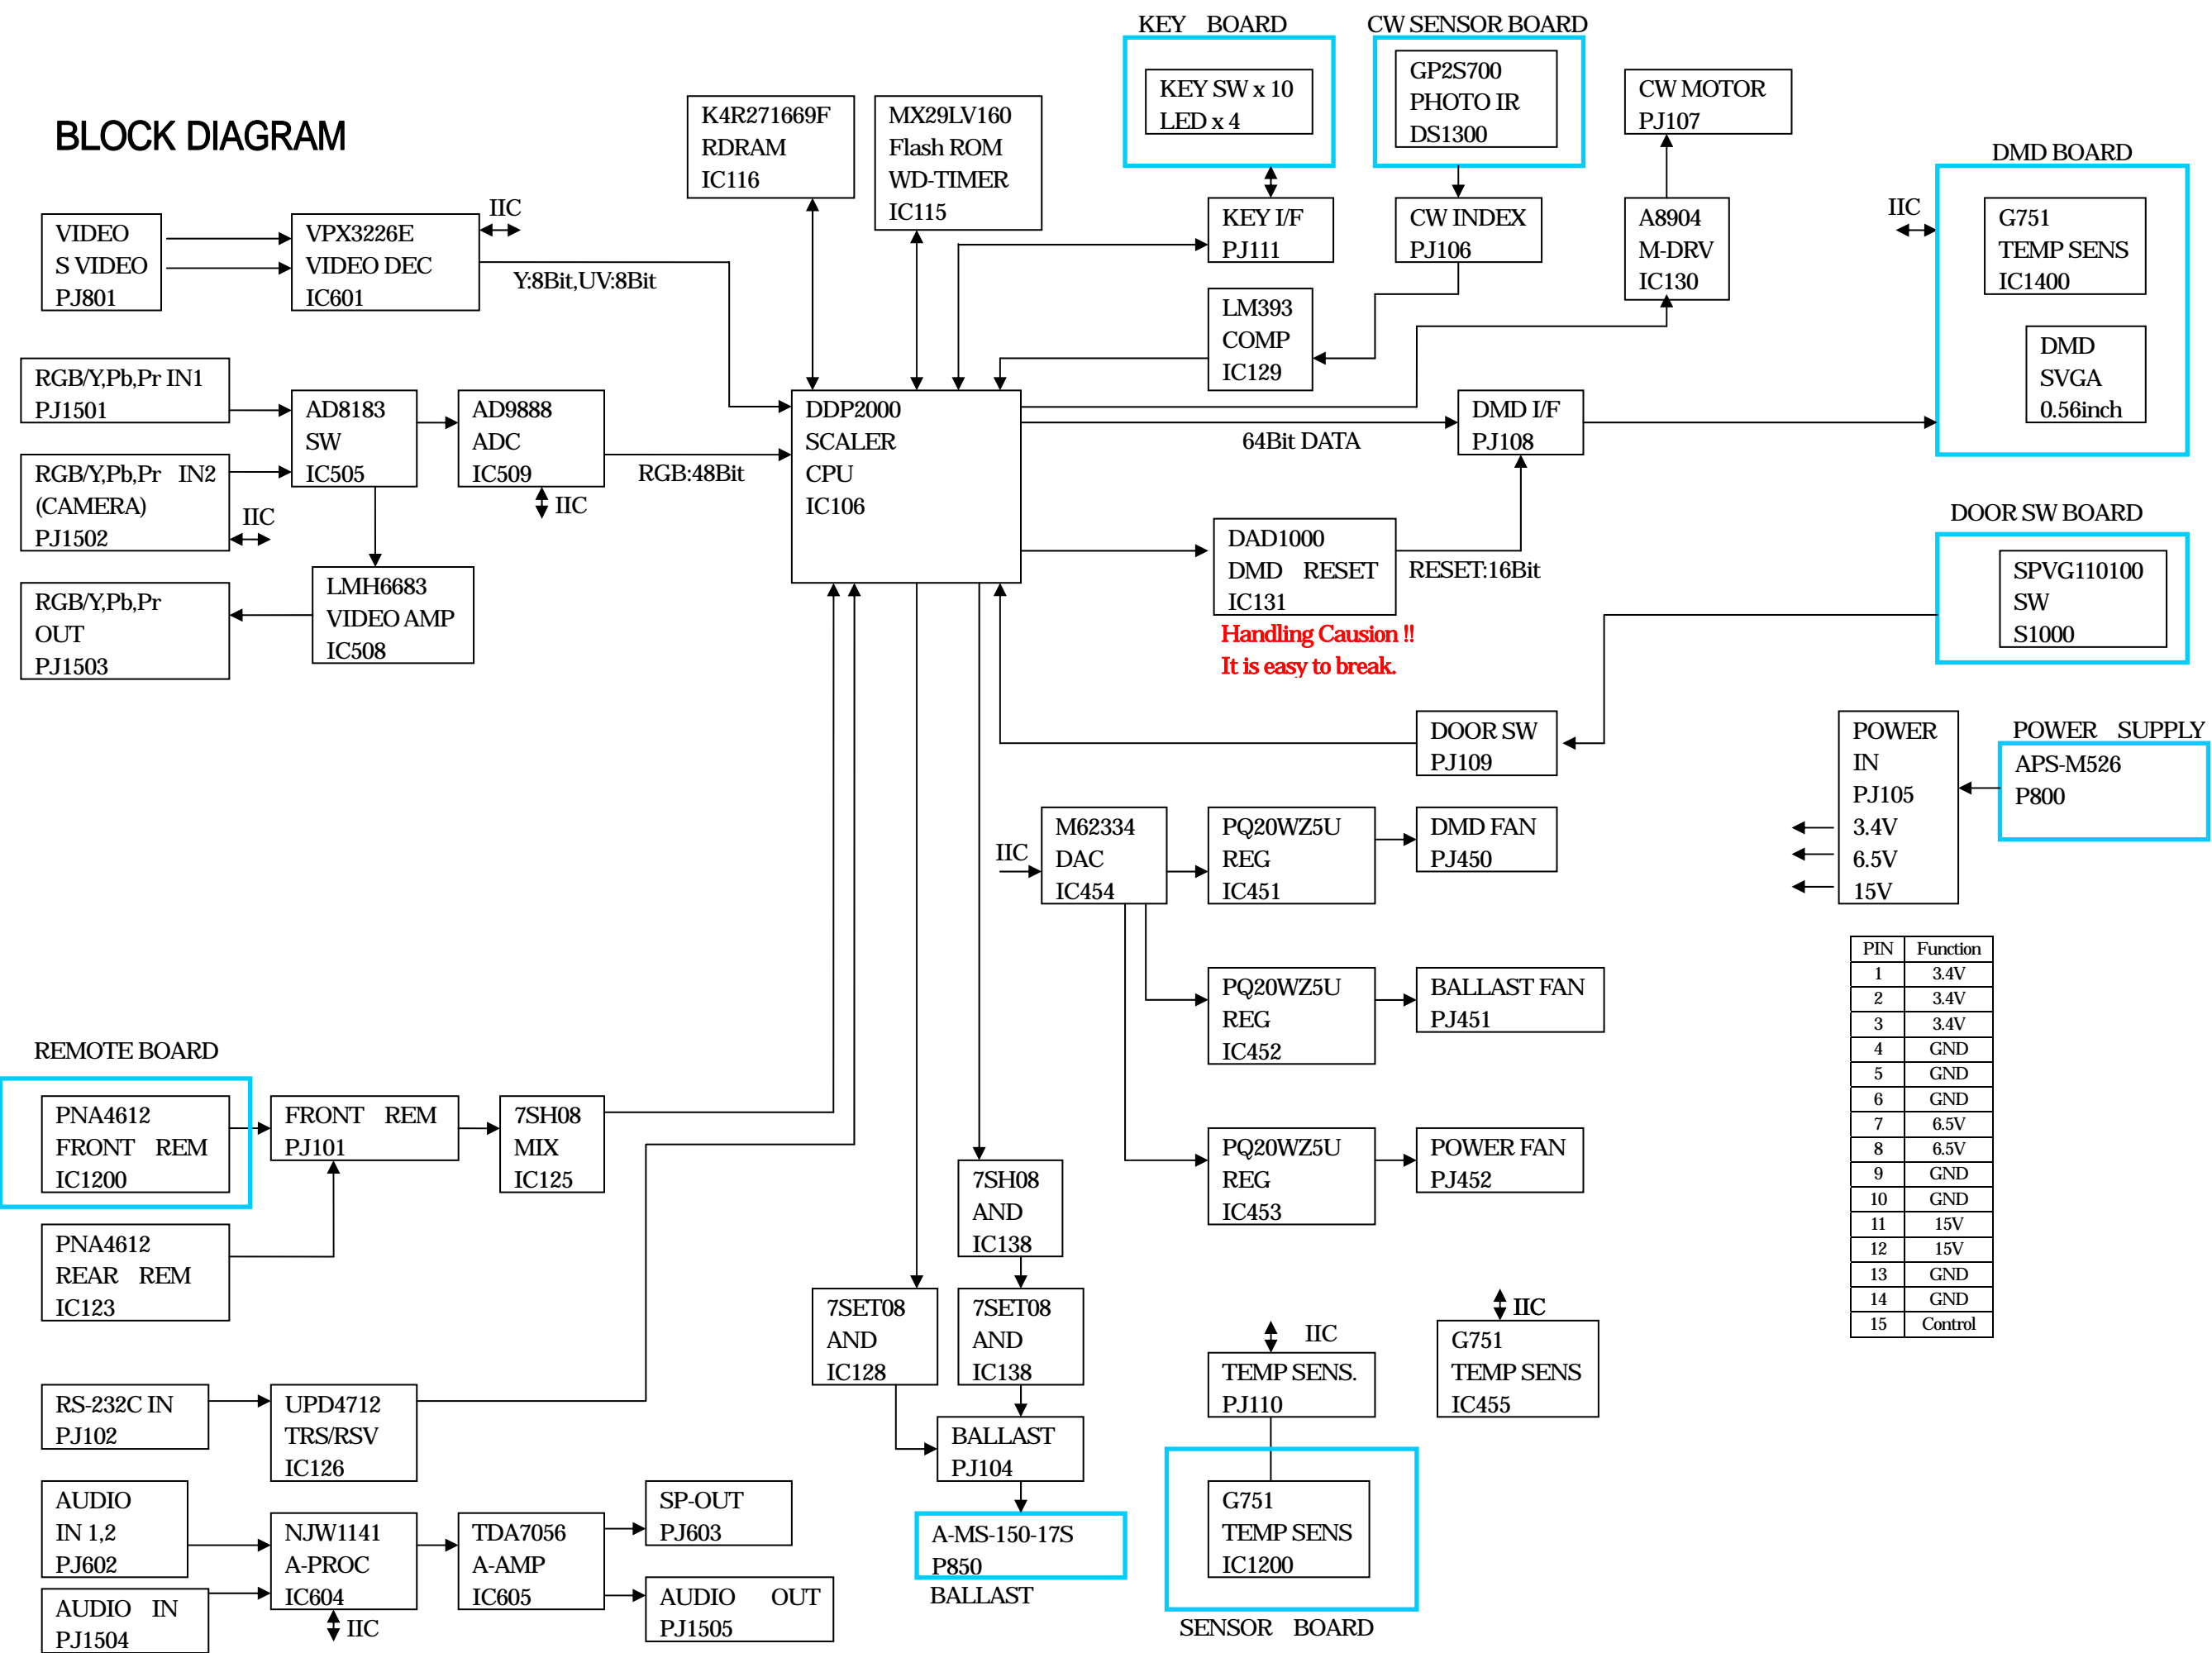 BLOCK DIAGRAM
KEY BOARD
KEY SW x 10
LED x 4
CW SENSOR BOARD
GP2S700
PHOTO IR
DS1300
CW MOTOR
PJ107
K4R271669F
RDRAM
IC116
MX29LV160
Flash ROM
WD-TIMER
IC115
KEY I/F
PJ111
CW INDEX
PJ106
A8904
M-DRV
IC130
DMD BOARD
IIC
G751
TEMP SENS
IC1400
DMD
SVGA
0.56inch
VIDEO
S VIDEO
PJ801
VPX3226E
VIDEO DEC
IC601
IIC
Y:8Bit,UV:8Bit
LM393
COMP
IC129
RGB/Y,Pb,Pr IN1
PJ1501
RGB/Y,Pb,Pr IN2
(CAMERA)
PJ1502
IIC
AD8183
SW
IC505
AD9888
ADC
IC509
IIC
RGB:48Bit
DDP2000
SCALER
CPU
IC106
64Bit DATA
DMD I/F
PJ108
RGB/Y,Pb,Pr
OUT
PJ1503
LMH6683
VIDEO AMP
IC508
DAD1000
DMD RESET
IC131
RESET:16Bit
Handling Causion !!
It is easy to break.
DOOR SW BOARD
SPVG110100
SW
S1000
DOOR SW
PJ109
POWER
IN
PJ105
3.4V
6.5V
15V
POWER SUPPLY
APS-M526
P800
IIC
M62334
DAC
IC454
PQ20WZ5U
REG
IC451
DMD FAN
PJ450
PQ20WZ5U
REG
IC452
BALLAST FAN
PJ451
PQ20WZ5U
REG
IC453
POWER FAN
PJ452
PIN Function
1 3.4V
2 3.4V
3 3.4V
4 GND
5 GND
6 GND
7 6.5V
8 6.5V
9 GND
10 GND
11 15V
12 15V
13 GND
14 GND
15 Control
REMOTE BOARD
PNA4612
FRONT REM
IC1200
FRONT REM
PJ101
7SH08
MIX
IC125
PNA4612
REAR REM
IC123
7SH08
AND
IC138
7SET08
AND
IC128
7SET08
AND
IC138
BALLAST
PJ104
A-MS-150-17S
P850
BALLAST
IIC
TEMP SENS.
PJ110
G751
TEMP SENS
IC1200
SENSOR BOARD
IIC
G751
TEMP SENS
IC455
RS-232C IN
PJ102
UPD4712
TRS/RSV
IC126
AUDIO
IN 1,2
PJ602
AUDIO IN
PJ1504
NJW1141
A-PROC
IC604
IIC
TDA7056
A-AMP
IC605
SP-OUT
PJ603
AUDIO OUT
PJ1505